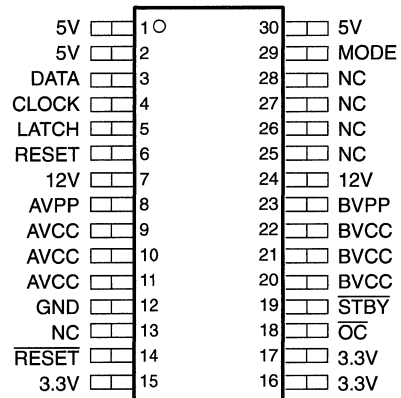 5V 1 30 5V
5V 2 29 MODE
DATA 3 28 NC
CLOCK 4 27 NC
LATCH 5 26 NC
RESET 6 25 NC
12V 7 24 12V
AVPP 8 23 BVPP
AVCC 9 22 BVCC
AVCC 10 21 BVCC
AVCC 11 20 BVCC
GND 12 19 S̅T̅B̅Y̅
NC 13 18 O̅C̅
R̅E̅S̅E̅T̅ 14 17 3.3V
3.3V 15 16 3.3V